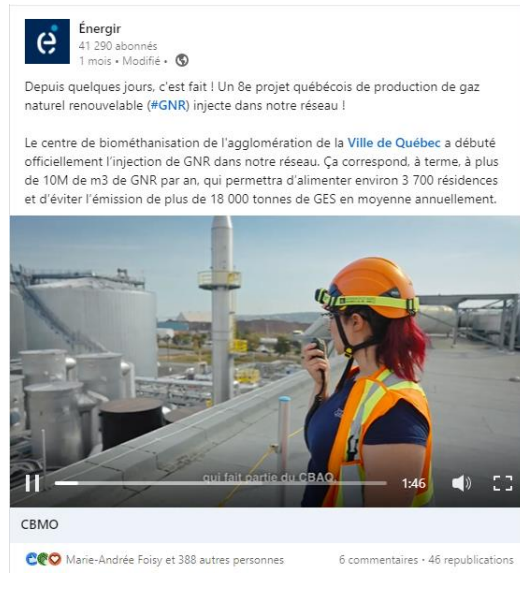 Énergir
41 290 abonnés
1 mois • Modifié •
Depuis quelques jours, c'est fait ! Un 8e projet québécois de production de gaz
naturel renouvelable (#GNR) injecte dans notre réseau !
Le centre de biométhanisation de l'agglomération de la Ville de Québec a débuté
officiellement l'injection de GNR dans notre réseau. Ça correspond, à terme, à plus
de 10M de m3 de GNR par an, qui permettra d'alimenter environ 3 700 résidences
et d'éviter l'émission de plus de 18 000 tonnes de GES en moyenne annuellement.
qui fait partie du CBAQ,
1:46
CBMO
Marie-Andrée Foisy et 388 autres personnes
6 commentaires • 46 republications